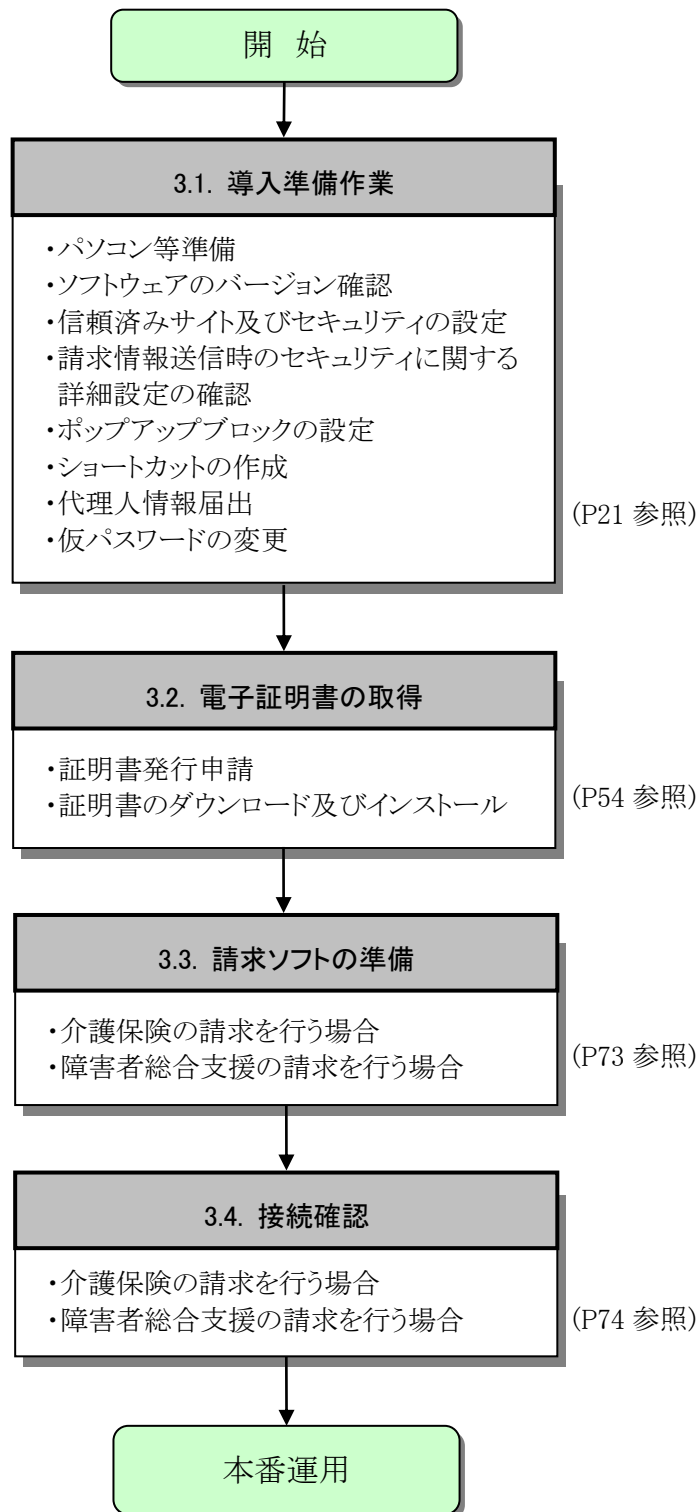 開 始
3.1. 導入準備作業
・パソコン等準備
・ソフトウェアのバージョン確認
・信頼済みサイト及びセキュリティの設定
・請求情報送信時のセキュリティに関する
詳細設定の確認
・ポップアップブロックの設定
・ショートカットの作成
・代理人情報届出
・仮パスワードの変更
(P21 参照)
3.2. 電子証明書の取得
・証明書発行申請
・証明書のダウンロード及びインストール
(P54 参照)
3.3. 請求ソフトの準備
・介護保険の請求を行う場合
・障害者総合支援の請求を行う場合
(P73 参照)
3.4. 接続確認
・介護保険の請求を行う場合
・障害者総合支援の請求を行う場合
(P74 参照)
本番運用